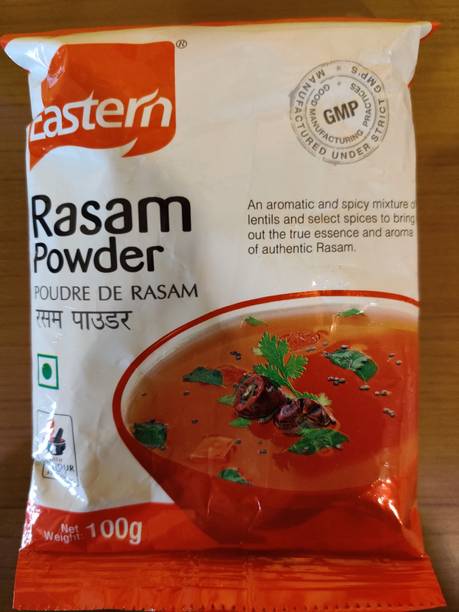 Eastern®
GMP
GOOD MANUFACTURING PRACTICES
MANUFACTURED UNDER STRICT GMP'S
Rasam
Powder
POUDRE DE RASAM
रसम पाउडर
An aromatic and spicy mixture
lentils and select spices to bring
out the true essence and aroma
of authentic Rasam.
Net
Weight: 100g